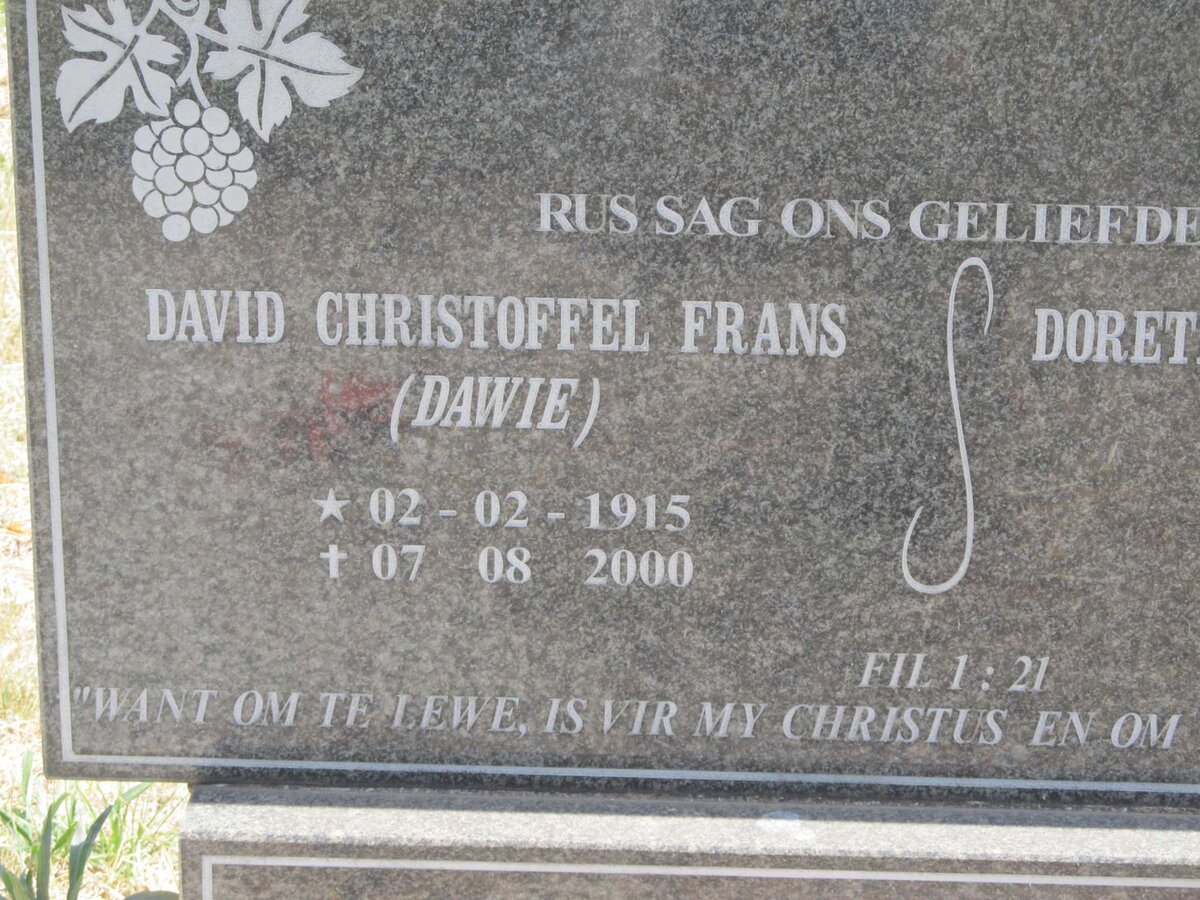 RUS SAG ONS GELIEFDE
DAVID CHRISTOFFEL FRANS
(DAWIE)
★ 02 - 02 - 1915
✝ 07 08 2000
DORET
FIL 1 : 21
"WANT OM TE LEWE, IS VIR MY CHRISTUS EN OM